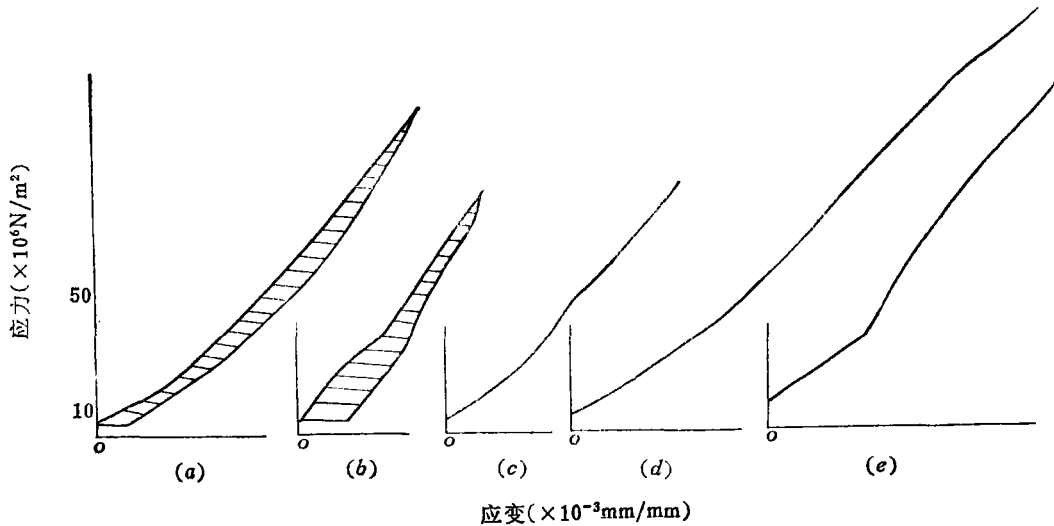 应力(×10⁶N/m²)
50
10
O O O O O
(a) (b) (c) (d) (e)
应变(×10⁻³mm/mm)